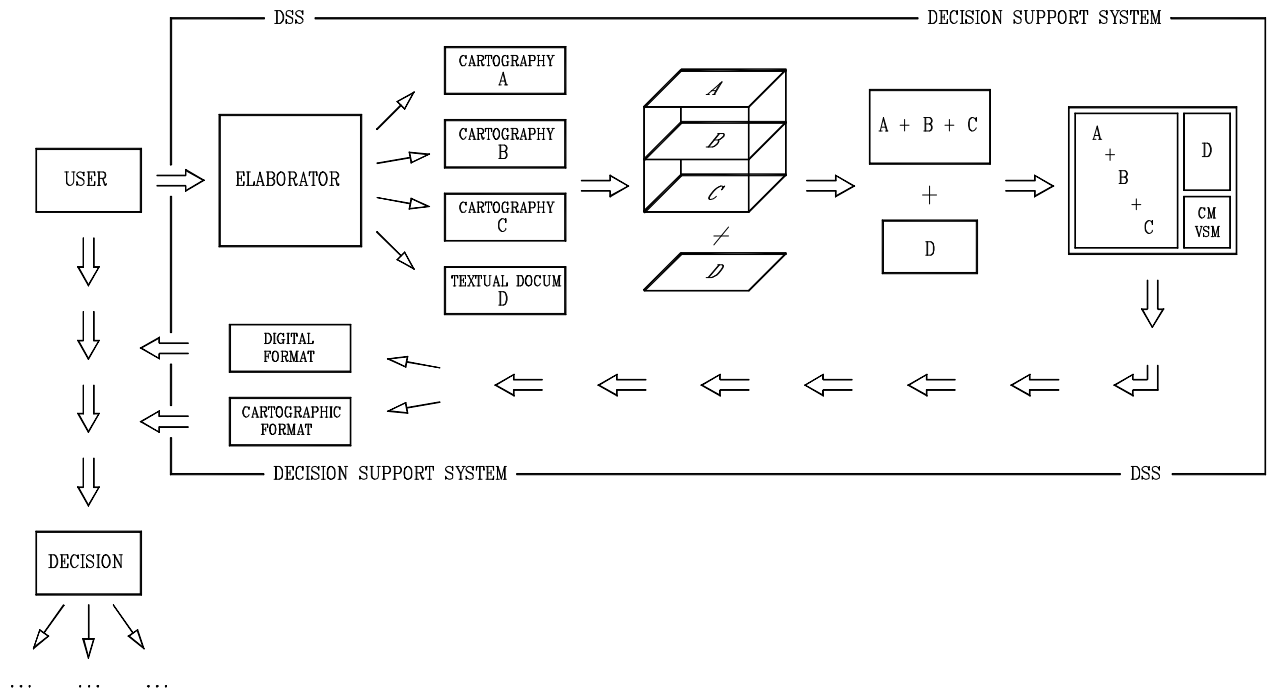 DSS
DECISION SUPPORT SYSTEM
USER
ELABORATOR
CARTOGRAPHY
A
CARTOGRAPHY
B
CARTOGRAPHY
C
TEXTUAL DOCUM
D
A
B
C
+
D
A + B + C
+
D
A
+
B
+
C
D
CM
VSM
DIGITAL
FORMAT
CARTOGRAPHIC
FORMAT
DECISION SUPPORT SYSTEM
DSS
DECISION
... ... ...